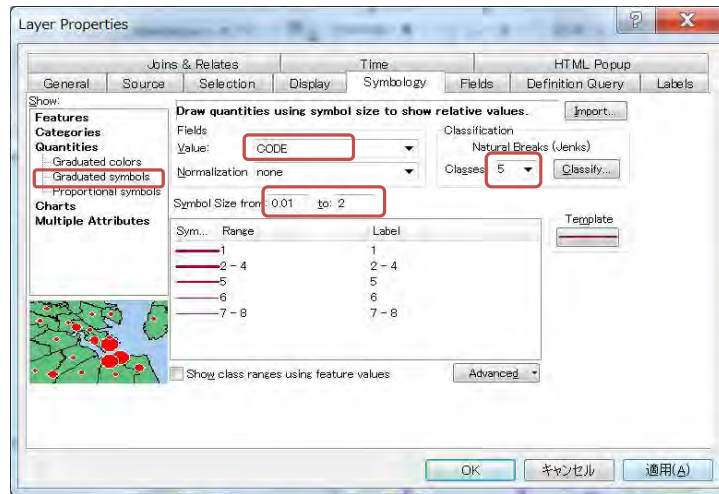 Layer Properties
Joins & Relates Time HTML Popup
General Source Selection Display Symbology Fields Definition Query Labels
Show:
Features
Categories
Quantities
Graduated colors
Graduated symbols
Proportional symbols
Charts
Multiple Attributes
Draw quantities using symbol size to show relative values.
Import...
Fields
Value: CODE
Normalization none
Classification
Natural Breaks (Jenks)
Classes 5 Classify...
Symbol Size from: 0.01 to: 2
Template
Sym... Range Label
1 1
2 - 4 2 - 4
5 5
6 6
7 - 8 7 - 8
Show class ranges using feature values
Advanced
OK キャンセル 適用(A)